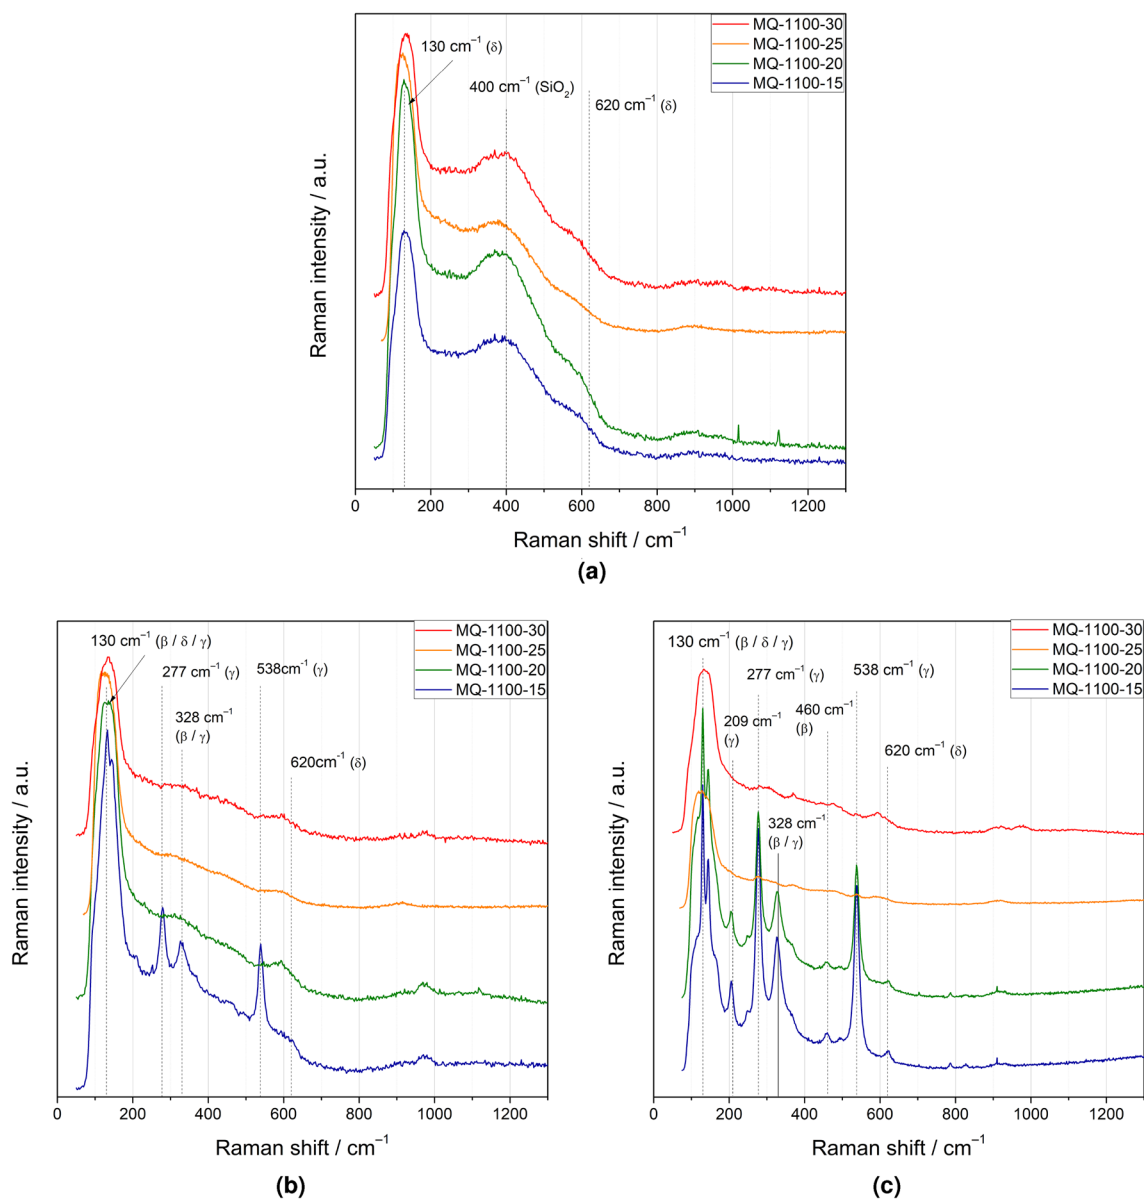 MQ-1100-30
MQ-1100-25
MQ-1100-20
MQ-1100-15
130 cm⁻¹ (δ)
400 cm⁻¹ (SiO₂)
620 cm⁻¹ (δ)
Raman intensity / a.u.
0 200 400 600 800 1000 1200
Raman shift / cm⁻¹
(a)
MQ-1100-30
MQ-1100-25
MQ-1100-20
MQ-1100-15
130 cm⁻¹ (β / δ / γ)
277 cm⁻¹ (γ)
538cm⁻¹ (γ)
328 cm⁻¹
(β / γ)
620cm⁻¹ (δ)
Raman intensity / a.u.
0 200 400 600 800 1000 1200
Raman shift / cm⁻¹
(b)
MQ-1100-30
MQ-1100-25
MQ-1100-20
MQ-1100-15
130 cm⁻¹ (β / δ / γ)
277 cm⁻¹ (γ)
538 cm⁻¹ (γ)
209 cm⁻¹
(γ)
460 cm⁻¹
(β)
620 cm⁻¹ (δ)
328 cm⁻¹
(β / γ)
Raman intensity / a.u.
0 200 400 600 800 1000 1200
Raman shift / cm⁻¹
(c)